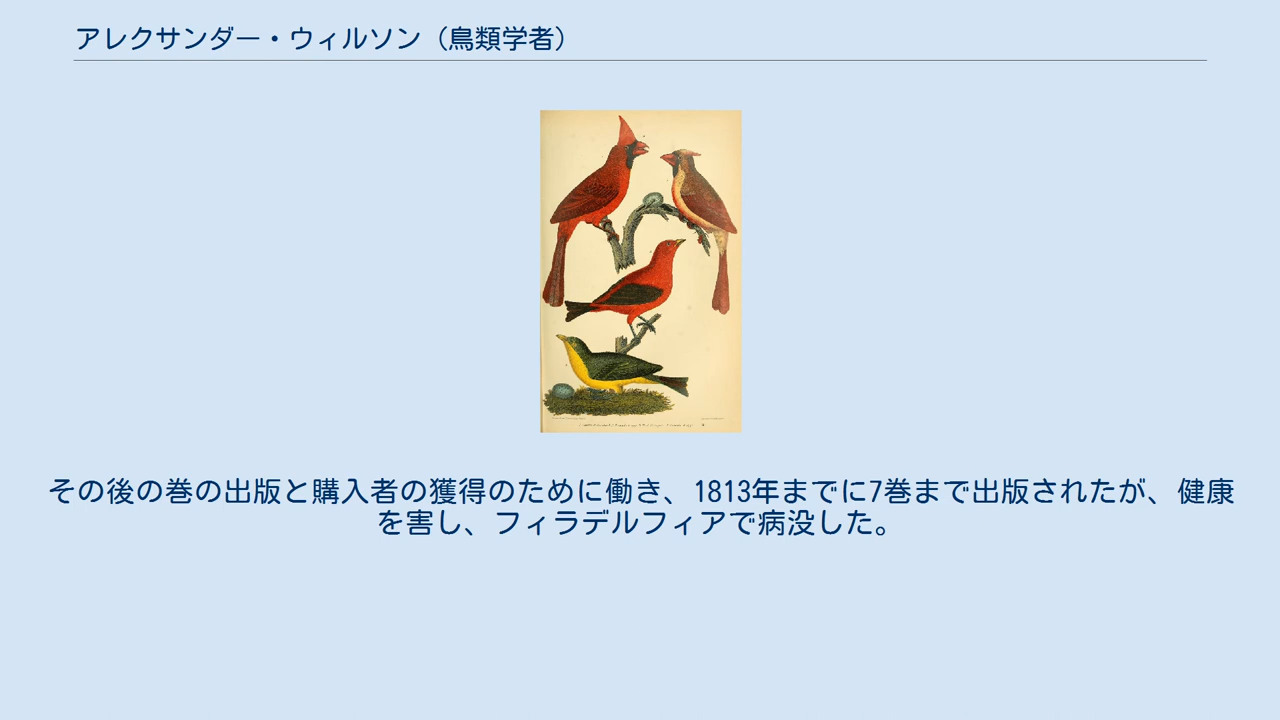 アレクサンダー・ウィルソン（鳥類学者）
その後の巻の出版と購入者の獲得のために働き、1813年までに7巻まで出版されたが、健康
を害し、フィラデルフィアで病没した。